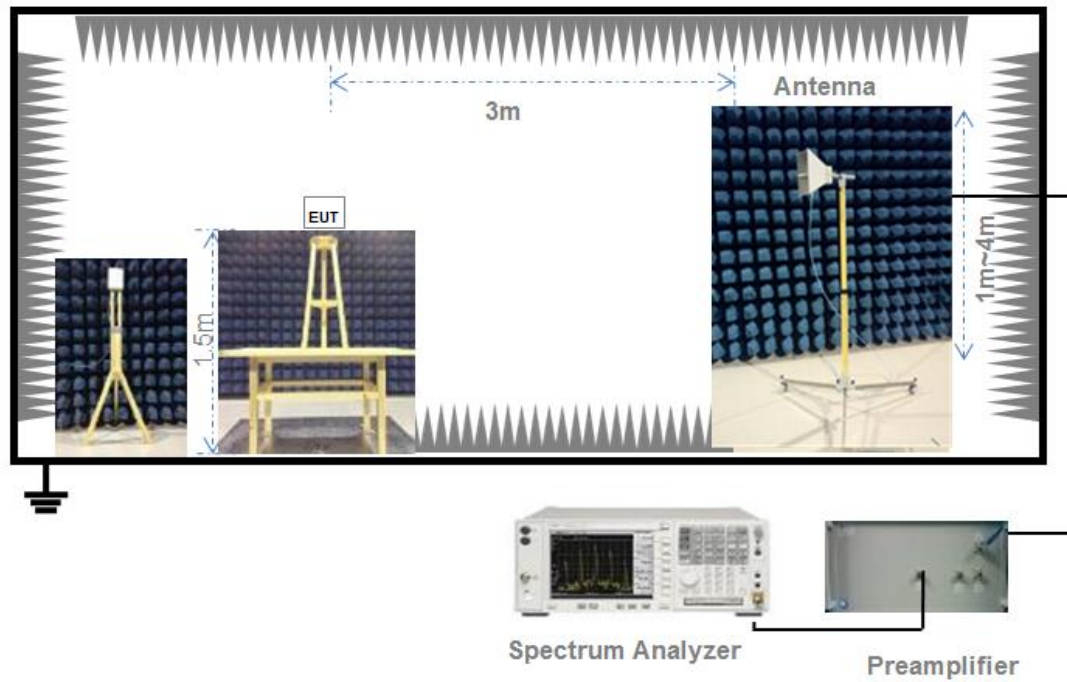 Antenna
3m
EUT
1.5m
1m~4m
Spectrum Analyzer
Preamplifier